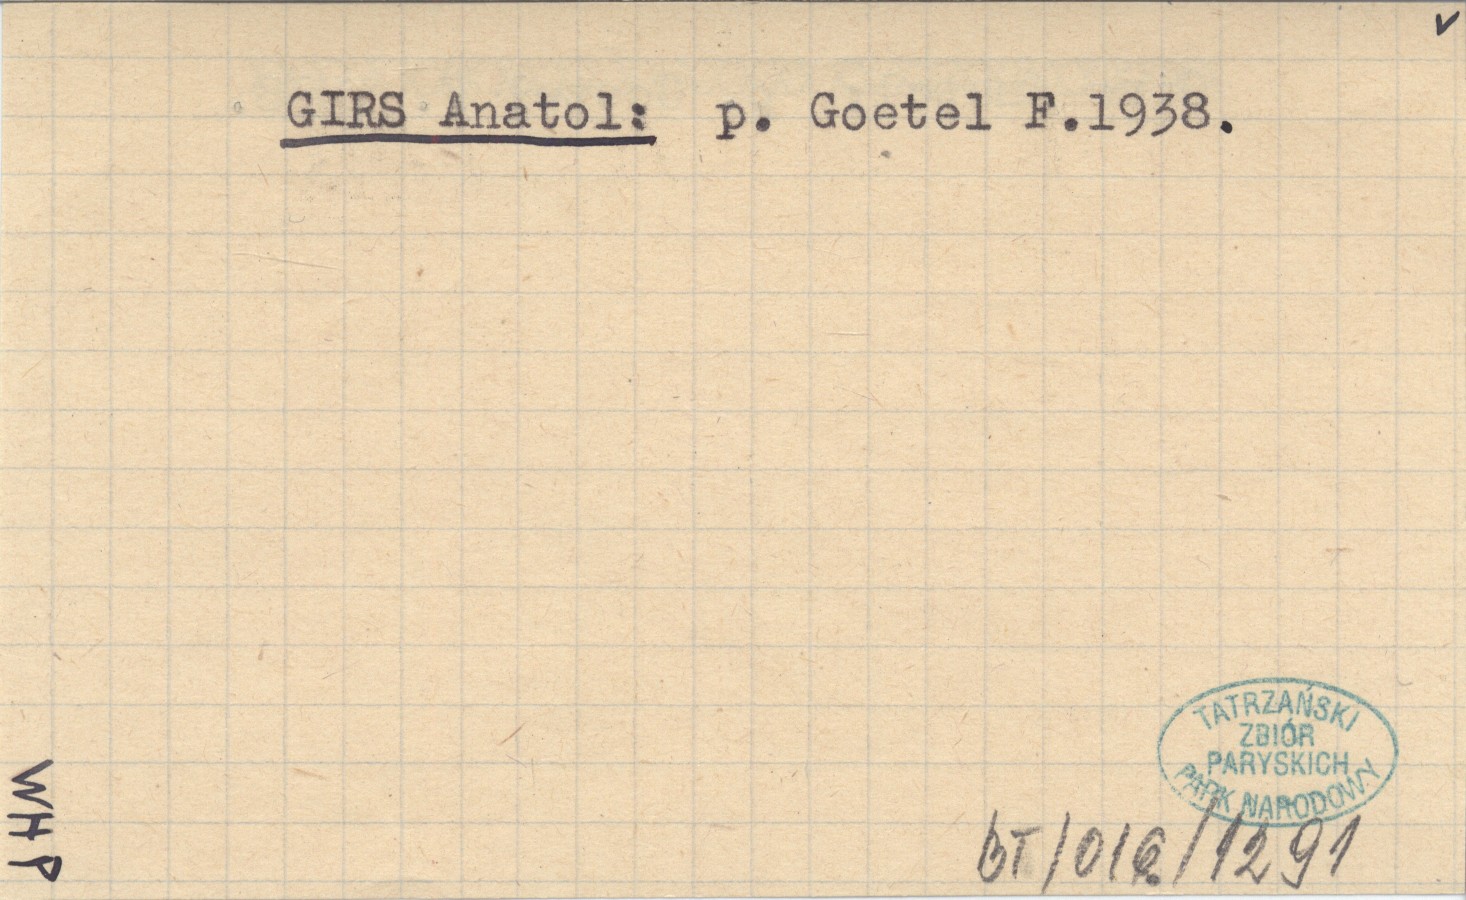 v
GIRS Anatol: p. Goetel F.1938.
TATRZAŃSKI
ZBIÓR
PARYSKICH
PARK NARODOWY
BT/016/1291
WHP